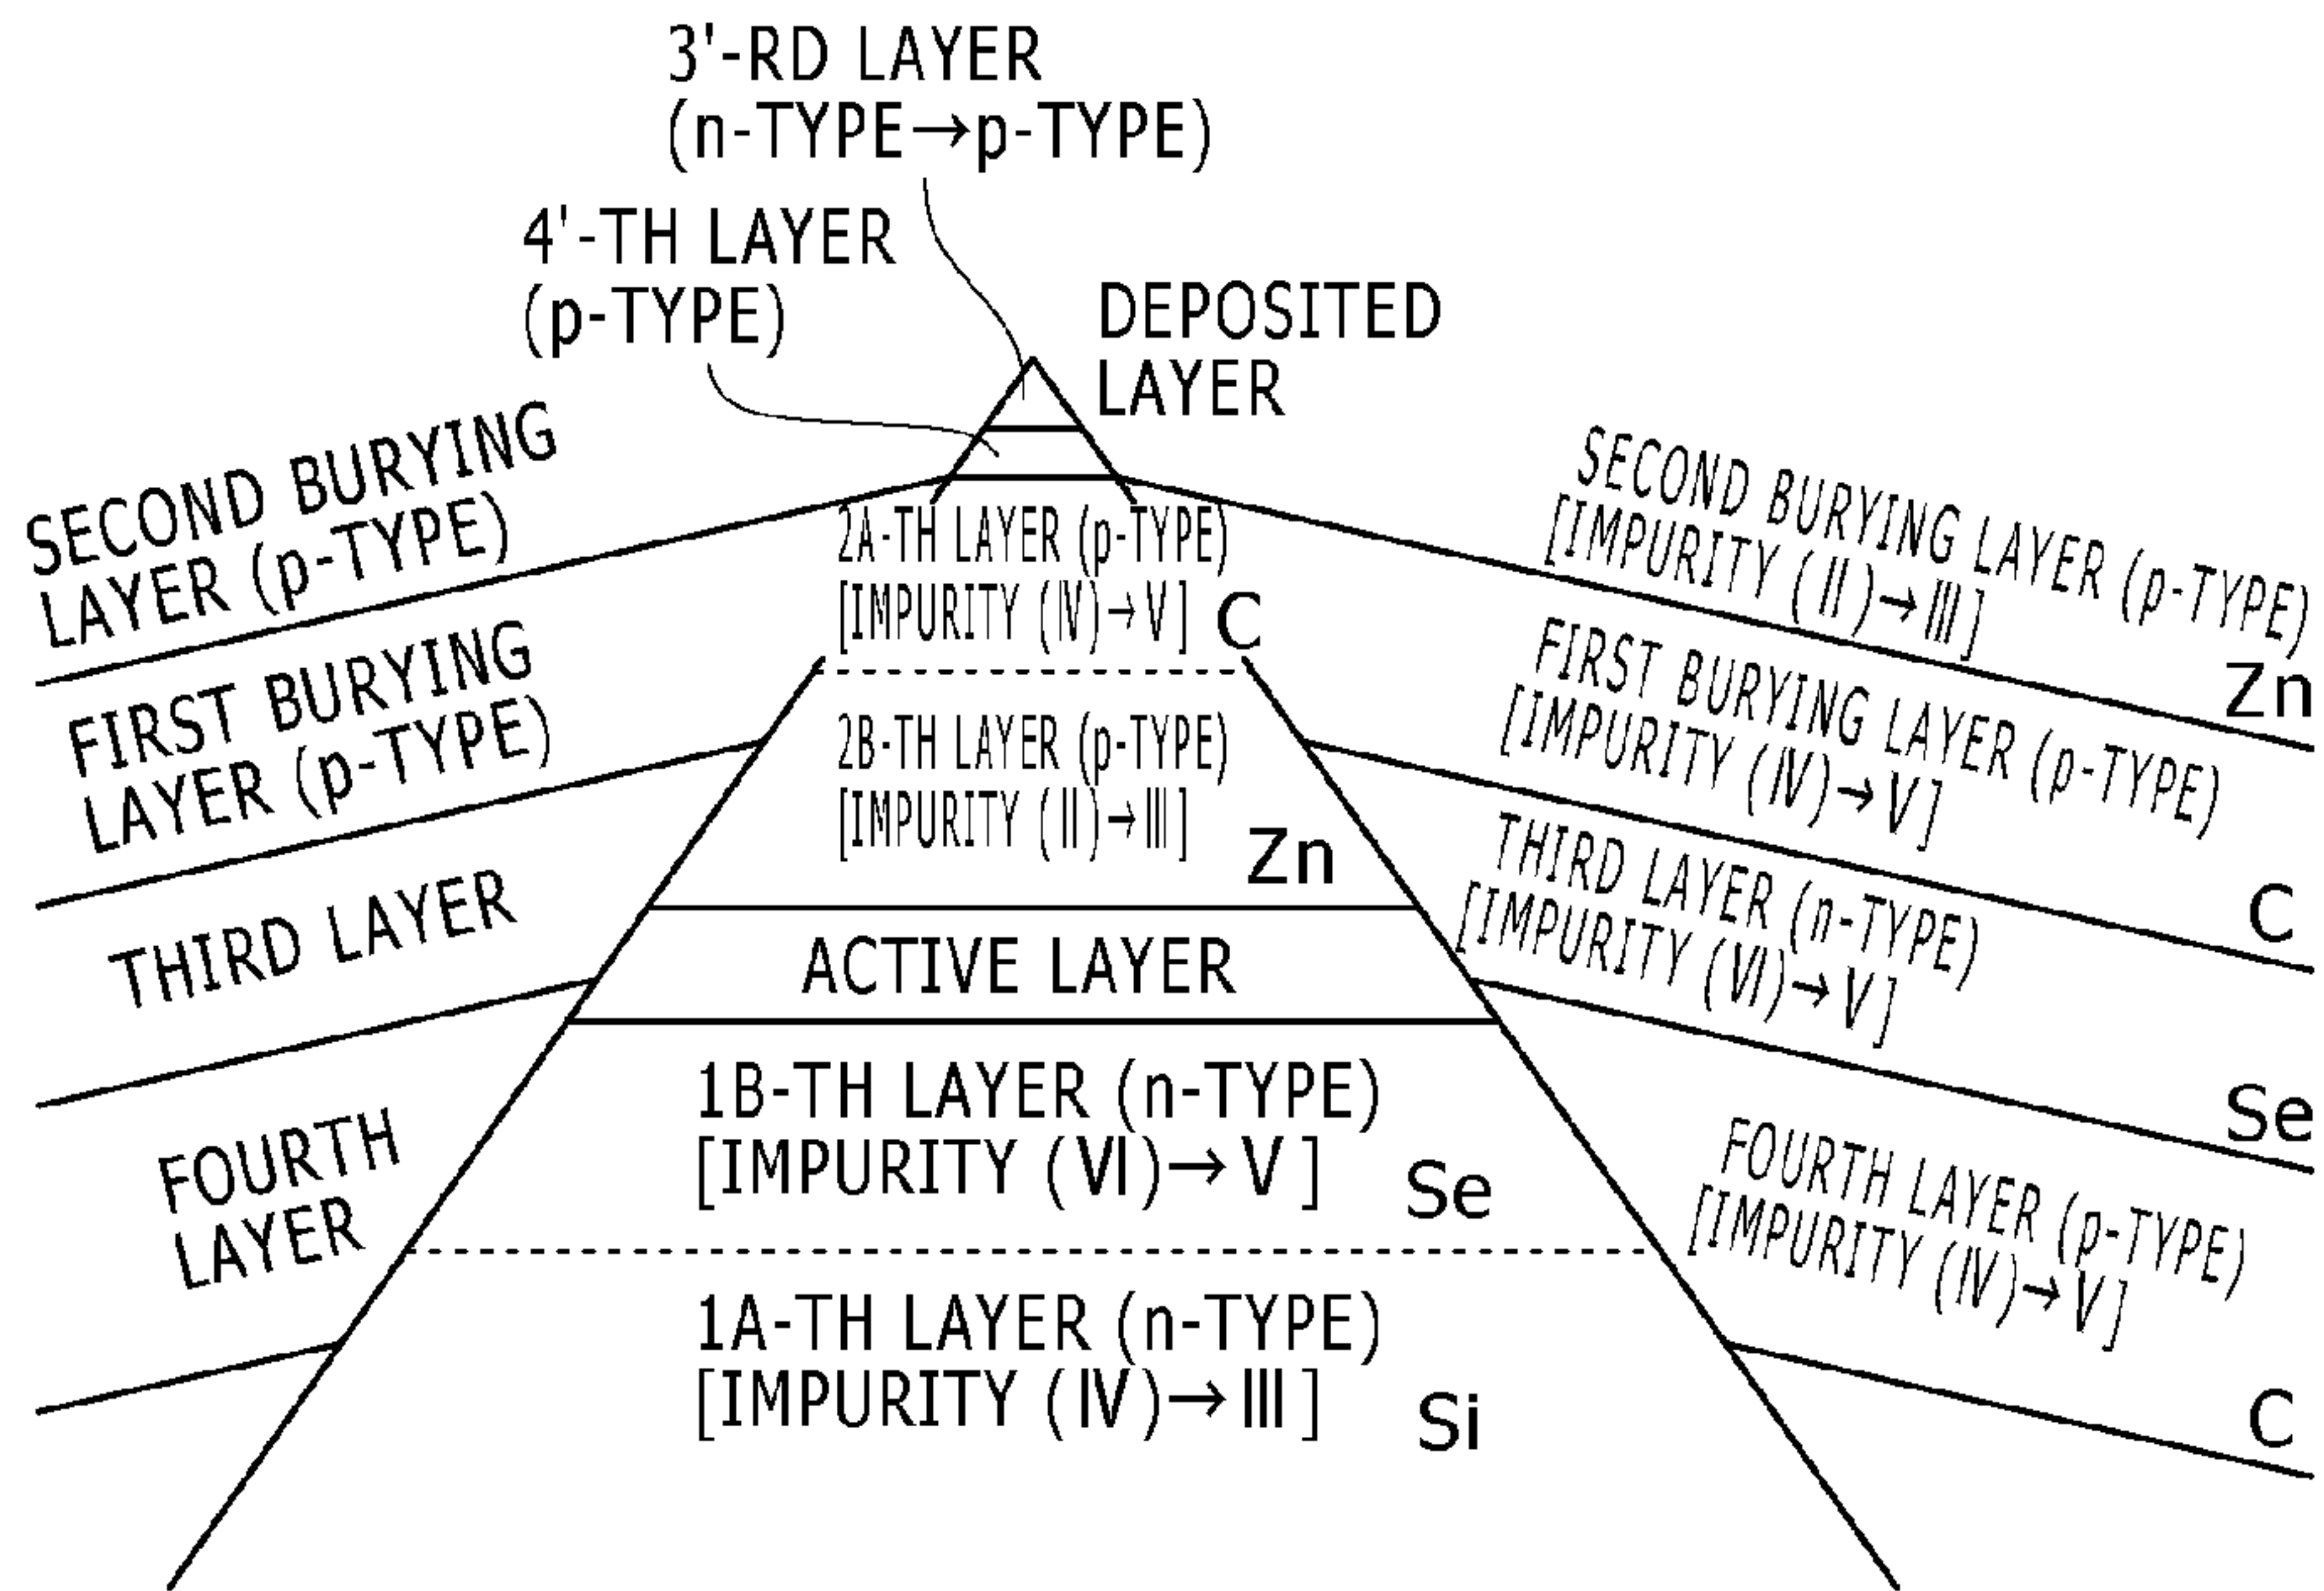 3'-RD LAYER
(n-TYPE→p-TYPE)
4'-TH LAYER
(p-TYPE)
DEPOSITED
LAYER
SECOND BURYING
LAYER (p-TYPE)
FIRST BURYING
LAYER (p-TYPE)
THIRD LAYER
FOURTH
LAYER
2A-TH LAYER (p-TYPE)
[IMPURITY (Ⅳ)→Ⅴ]
C
2B-TH LAYER (p-TYPE)
[IMPURITY (Ⅱ)→Ⅲ]
Zn
ACTIVE LAYER
1B-TH LAYER (n-TYPE)
[IMPURITY (Ⅵ)→Ⅴ]
Se
1A-TH LAYER (n-TYPE)
[IMPURITY (Ⅳ)→Ⅲ]
Si
SECOND BURYING LAYER (p-TYPE)
[IMPURITY (Ⅱ)→Ⅲ]
Zn
FIRST BURYING LAYER (p-TYPE)
[IMPURITY (Ⅳ)→Ⅴ]
C
THIRD LAYER (n-TYPE)
[IMPURITY (Ⅵ)→Ⅴ]
Se
FOURTH LAYER (p-TYPE)
[IMPURITY (Ⅳ)→Ⅴ]
C